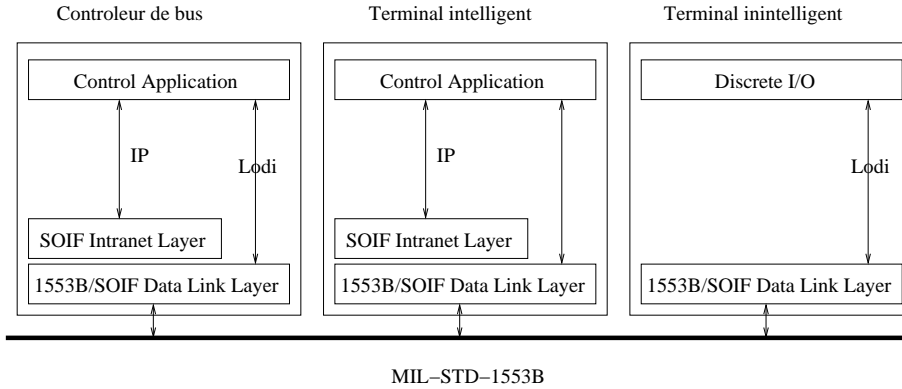 Controleur de bus
Terminal intelligent
Terminal inintelligent
Control Application
Control Application
Discrete I/O
IP
Lodi
IP
Lodi
SOIF Intranet Layer
SOIF Intranet Layer
1553B/SOIF Data Link Layer
1553B/SOIF Data Link Layer
1553B/SOIF Data Link Layer
MIL–STD–1553B